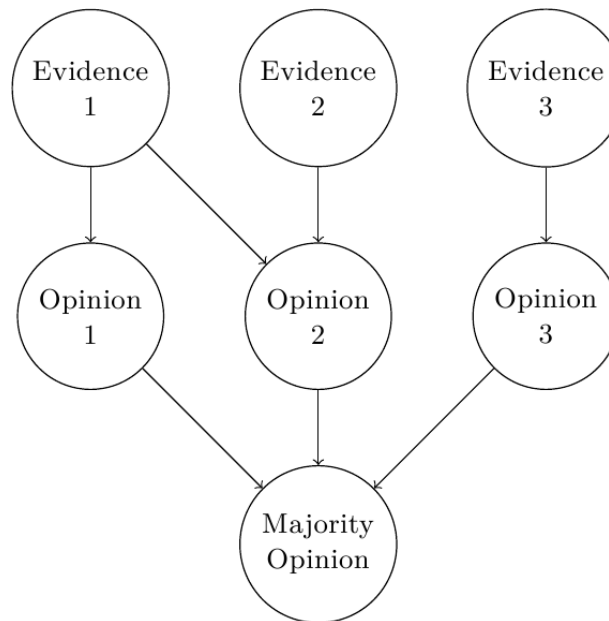 Evidence
1
Evidence
2
Evidence
3
Opinion
1
Opinion
2
Opinion
3
Majority
Opinion